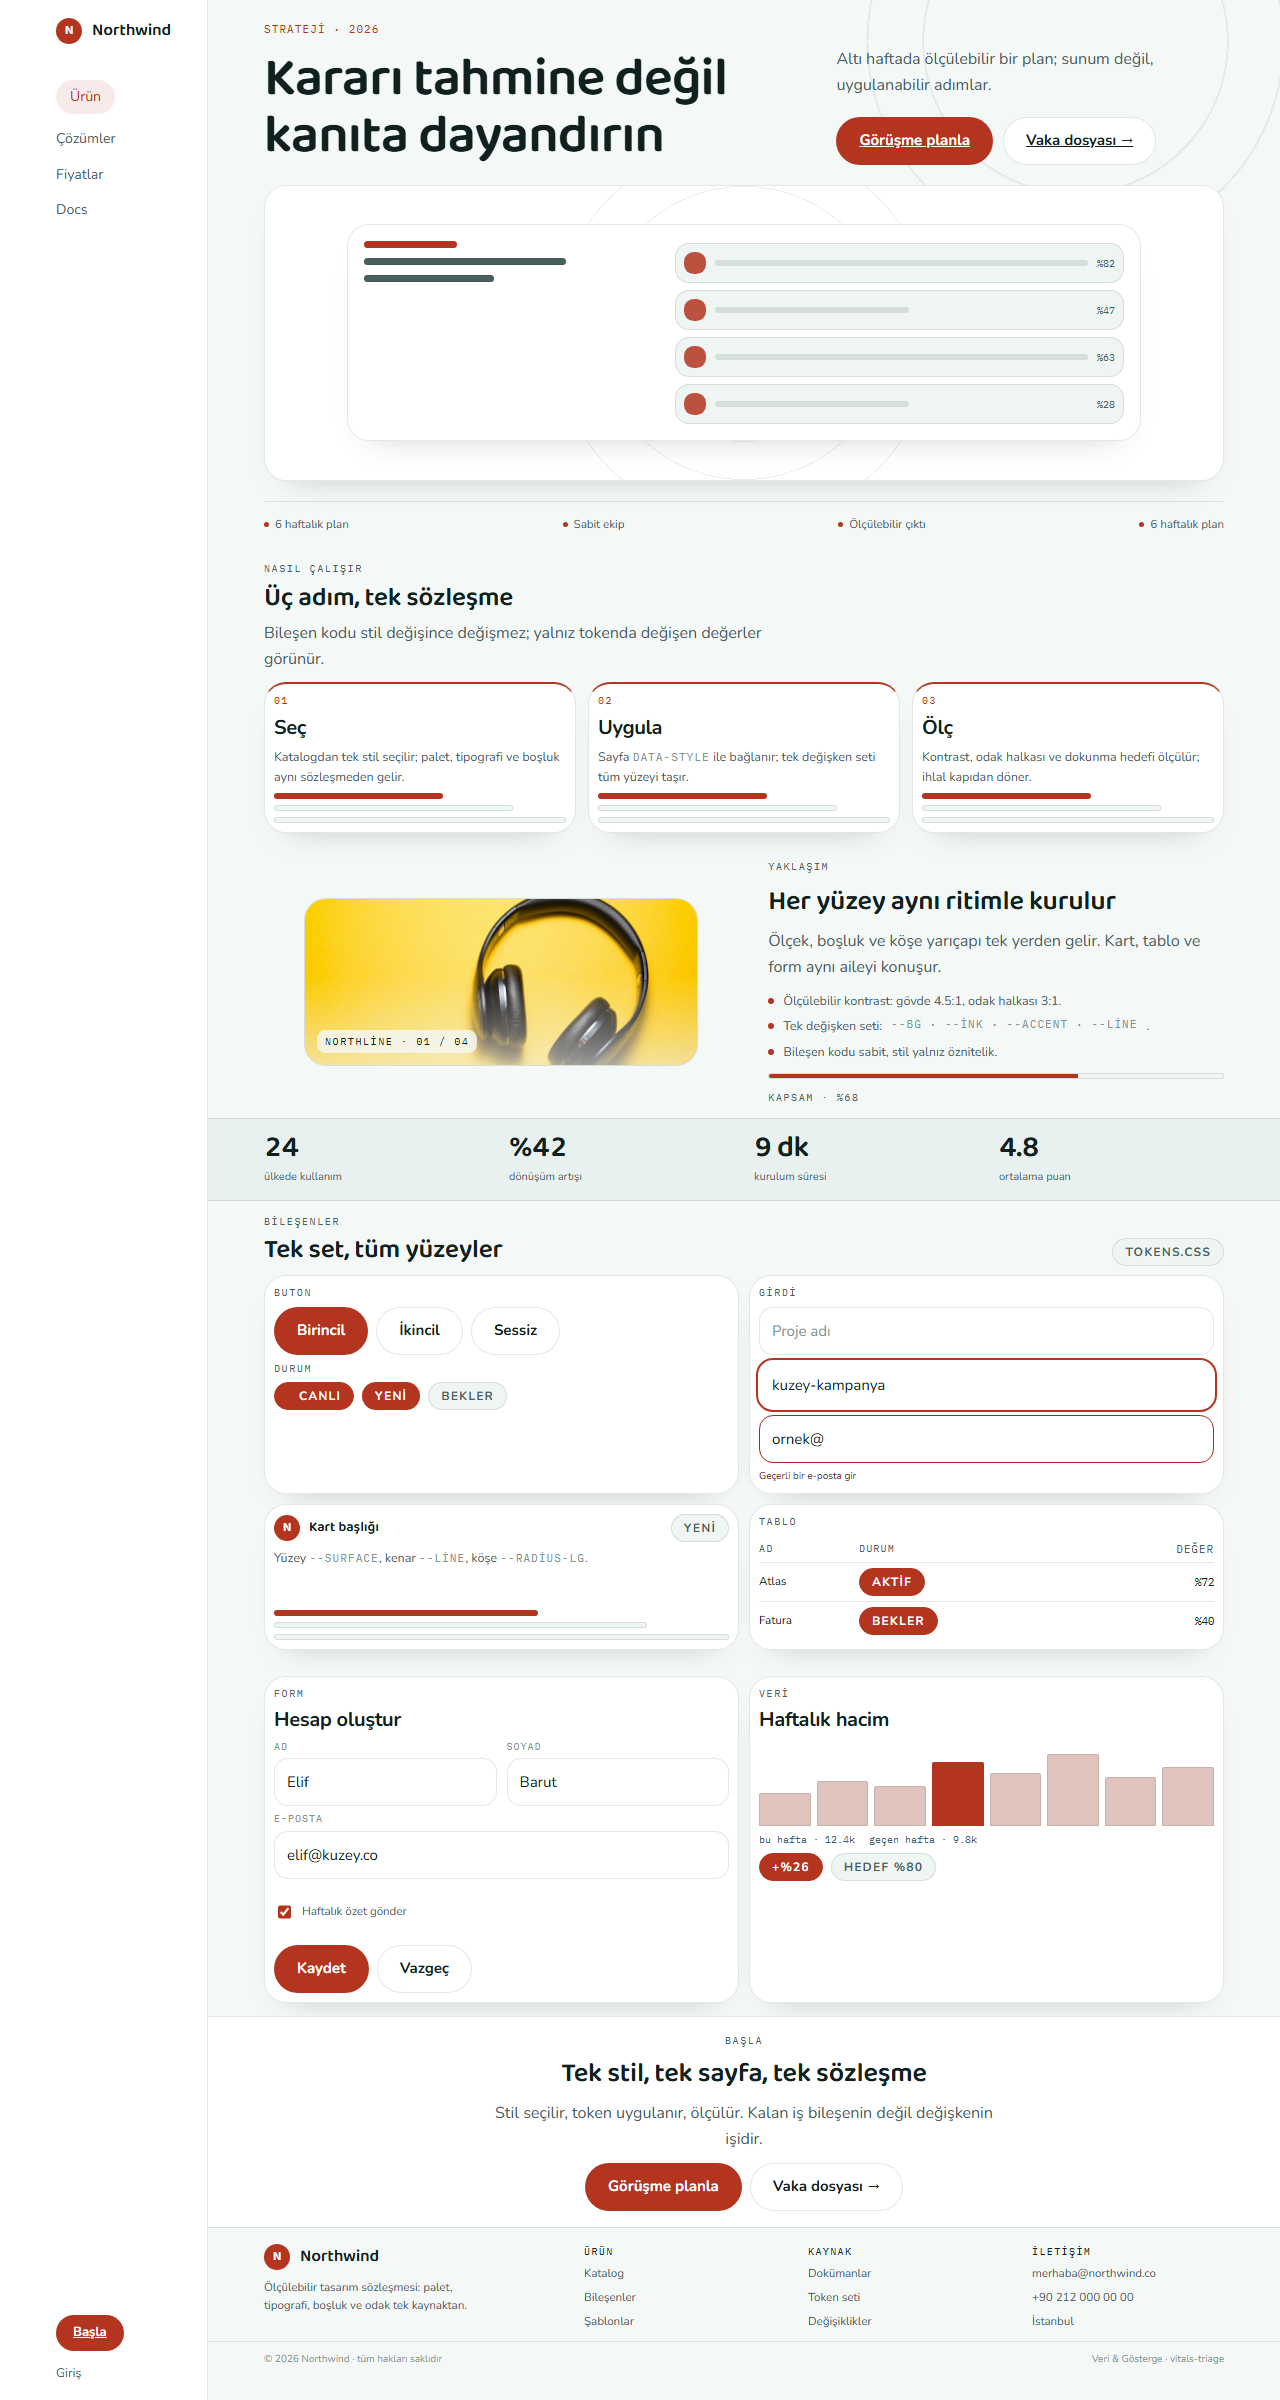 N Northwind
Ürün
Çözümler
Fiyatlar
Docs
STRATEJİ · 2026
Kararı tahmine değil
kanıta dayandırın
Altı haftada ölçülebilir bir plan; sunum değil,
uygulanabilir adımlar.
Görüşme planla
Vaka dosyası →
%82
%47
%63
%28
6 haftalık plan
Sabit ekip
Ölçülebilir çıktı
6 haftalık plan
NASIL ÇALIŞIR
Üç adım, tek sözleşme
Bileşen kodu stil değişince değişmez; yalnız tokenda değişen değerler
görünür.
01
Seç
Katalogdan tek stil seçilir; palet, tipografi ve boşluk
aynı sözleşmeden gelir.
02
Uygula
Sayfa DATA-STYLE ile bağlanır; tek değişken seti
tüm yüzeyi taşır.
03
Ölç
Kontrast, odak halkası ve dokunma hedefi ölçülür;
ihlal kapıdan döner.
NORTHLİNE · 01 / 04
YAKLAŞIM
Her yüzey aynı ritimle kurulur
Ölçek, boşluk ve köşe yarıçapı tek yerden gelir. Kart, tablo ve
form aynı aileyi konuşur.
Ölçülebilir kontrast: gövde 4.5:1, odak halkası 3:1.
Tek değişken seti: --BG · --İNK · --ACCENT · --LİNE .
Bileşen kodu sabit, stil yalnız öznitelik.
KAPSAM · %68
24
ülkede kullanım
%42
dönüşüm artışı
9 dk
kurulum süresi
4.8
ortalama puan
BİLEŞENLER
Tek set, tüm yüzeyler
TOKENS.CSS
BUTON
Birincil
İkincil
Sessiz
DURUM
CANLI
YENİ
BEKLER
GİRDİ
Proje adı
kuzey-kampanya
ornek@
Geçerli bir e-posta gir
N Kart başlığı
YENİ
Yüzey --SURFACE, kenar --LİNE, köşe --RADİUS-LG.
TABLO
AD DURUM DEĞER
Atlas AKTİF %72
Fatura BEKLER %40
FORM
Hesap oluştur
AD
SOYAD
Elif
Barut
E-POSTA
elif@kuzey.co
Haftalık özet gönder
Kaydet
Vazgeç
VERİ
Haftalık hacim
bu hafta · 12.4k geçen hafta · 9.8k
+%26
HEDEF %80
BAŞLA
Tek stil, tek sayfa, tek sözleşme
Stil seçilir, token uygulanır, ölçülür. Kalan iş bileşenin değil değişkenin
işidir.
Görüşme planla
Vaka dosyası →
N Northwind
Ölçülebilir tasarım sözleşmesi: palet,
tipografi, boşluk ve odak tek kaynaktan.
ÜRÜN
Katalog
Bileşenler
Şablonlar
KAYNAK
Dokümanlar
Token seti
Değişiklikler
İLETİŞİM
merhaba@northwind.co
+90 212 000 00 00
İstanbul
Başla
Giriş
© 2026 Northwind · tüm hakları saklıdır
Veri & Gösterge · vitals-triage